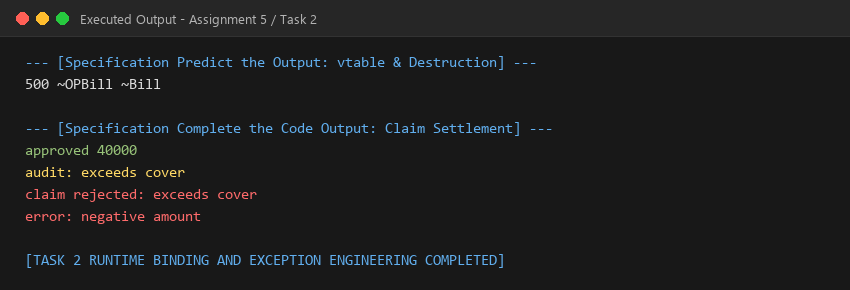 Executed Output - Assignment 5 / Task 2
--- [Specification Predict the Output: vtable & Destruction] ---
500 ~OPBill ~Bill
--- [Specification Complete the Code Output: Claim Settlement] ---
approved 40000
audit: exceeds cover
claim rejected: exceeds cover
error: negative amount
[TASK 2 RUNTIME BINDING AND EXCEPTION ENGINEERING COMPLETED]